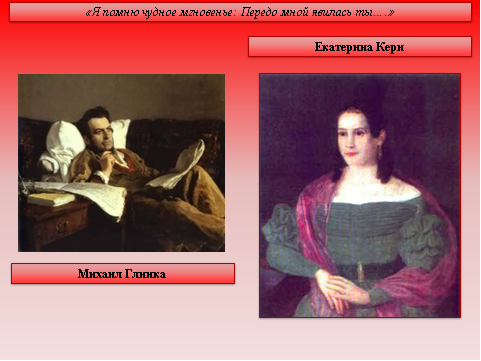 «Я помню чудное мгновенье: Передо мной явилась ты….»
Екатерина Керн
Михаил Глинка